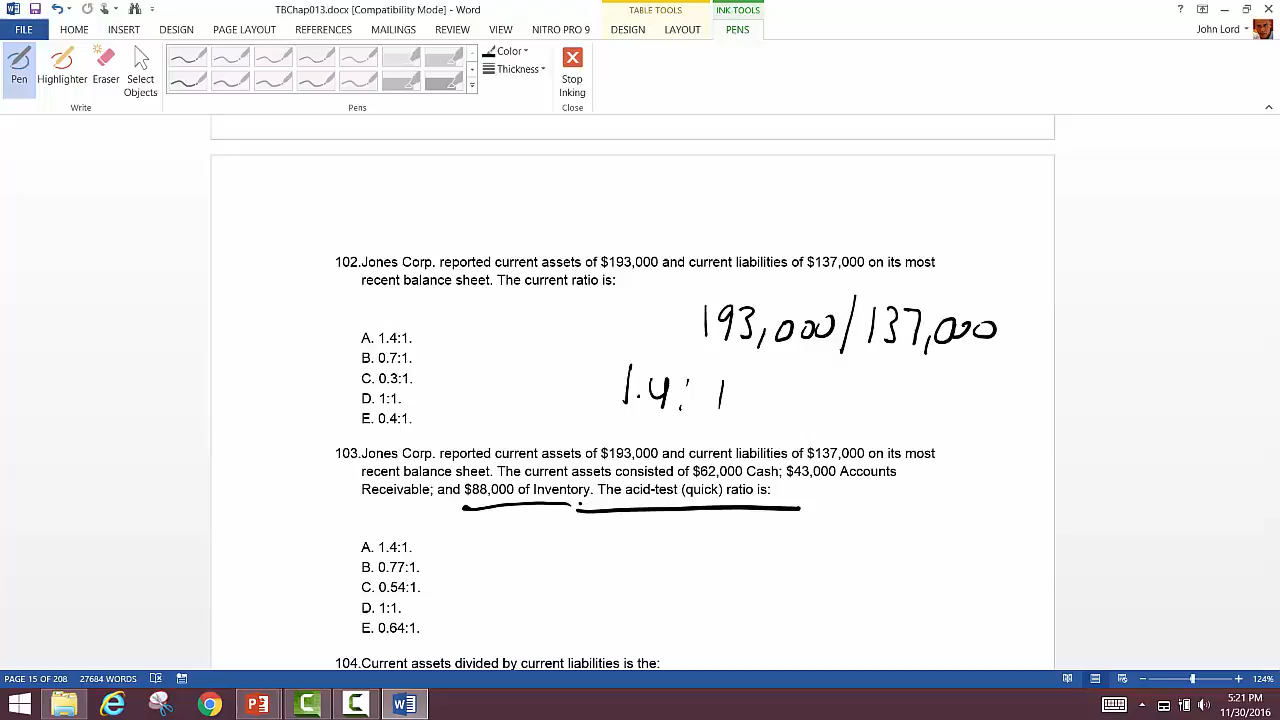 TBChap013.docx [Compatibility Mode] - Word
TABLE TOOLS
INK TOOLS
FILE HOME INSERT DESIGN PAGE LAYOUT REFERENCES MAILINGS REVIEW VIEW NITRO PRO 9 DESIGN LAYOUT PENS John Lord
Pen Highlighter Eraser Select Objects
Color
Thickness
Stop Inking
Write Pens Close
102.Jones Corp. reported current assets of $193,000 and current liabilities of $137,000 on its most
recent balance sheet. The current ratio is:
193,000/137,000
A. 1.4:1.
B. 0.7:1.
C. 0.3:1.
D. 1:1.
E. 0.4:1.
1.4:1
103.Jones Corp. reported current assets of $193,000 and current liabilities of $137,000 on its most
recent balance sheet. The current assets consisted of $62,000 Cash; $43,000 Accounts
Receivable; and $88,000 of Inventory. The acid-test (quick) ratio is:
A. 1.4:1.
B. 0.77:1.
C. 0.54:1.
D. 1:1.
E. 0.64:1.
104.Current assets divided by current liabilities is the:
PAGE 15 OF 208 27684 WORDS 124%
5:21 PM
11/30/2016